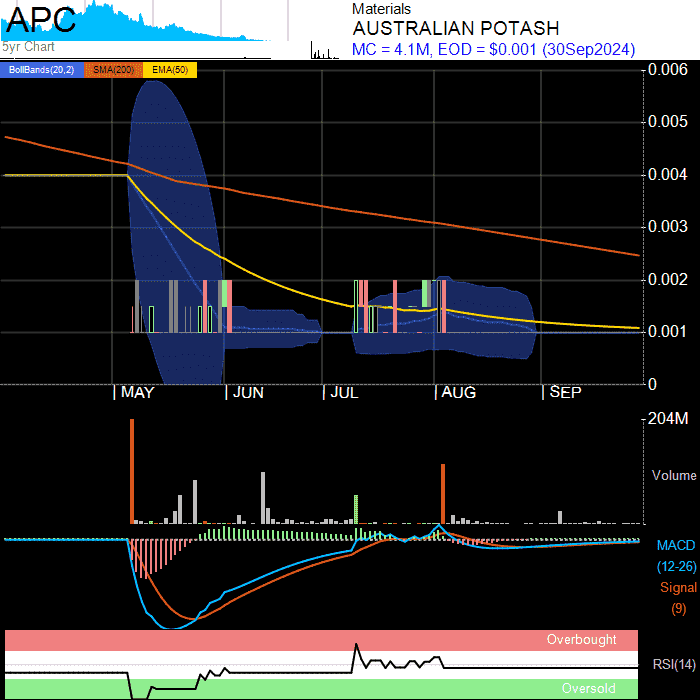 APC
5yr Chart
Materials
AUSTRALIAN POTASH
MC = 4.1M, EOD = $0.001 (30Sep2024)
BollBands(20,2) SMA(200) EMA(50)
0.006
0.005
0.004
0.003
0.002
0.001
0
MAY JUN JUL AUG SEP
204M
Volume
MACD
(12-26)
Signal
(9)
Overbought
RSI(14)
Oversold